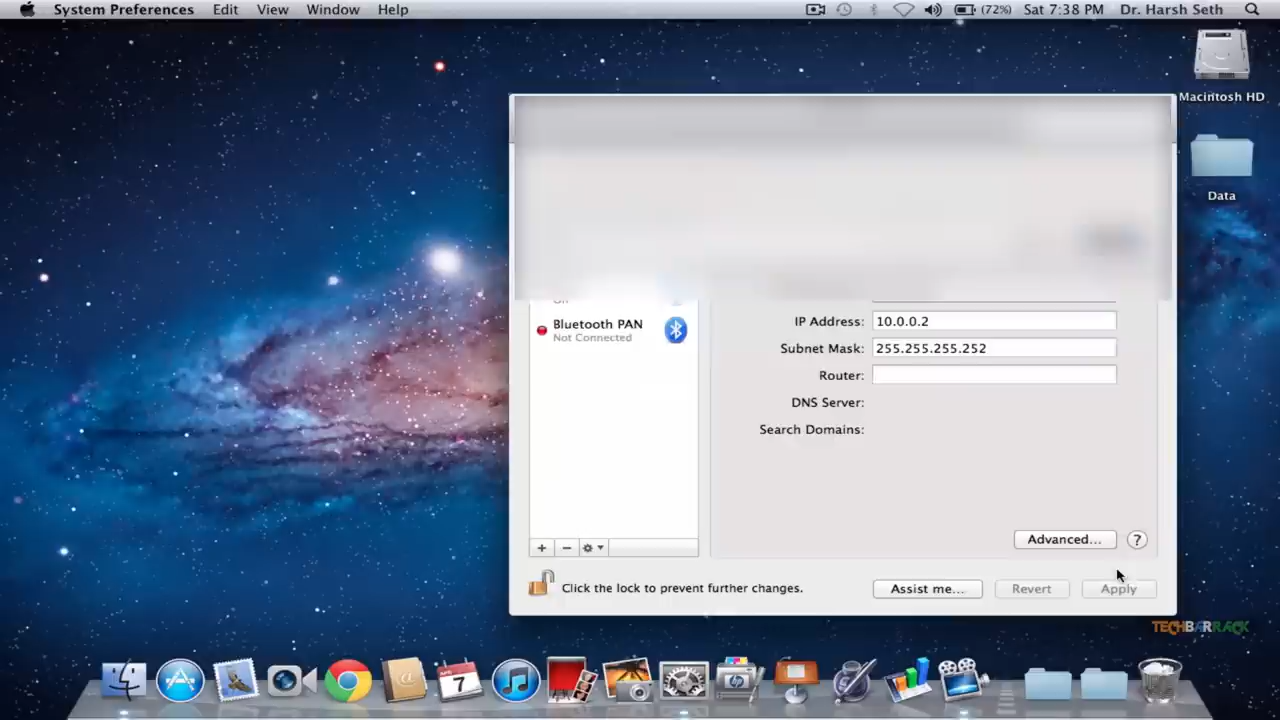 System Preferences Edit View Window Help (72%) Sat 7:38 PM Dr. Harsh Seth
Macintosh HD
Data
Bluetooth PAN
Not Connected
IP Address: 10.0.0.2
Subnet Mask: 255.255.255.252
Router:
DNS Server:
Search Domains:
Advanced... ?
Click the lock to prevent further changes. Assist me... Revert Apply
TECHBARRACK
7